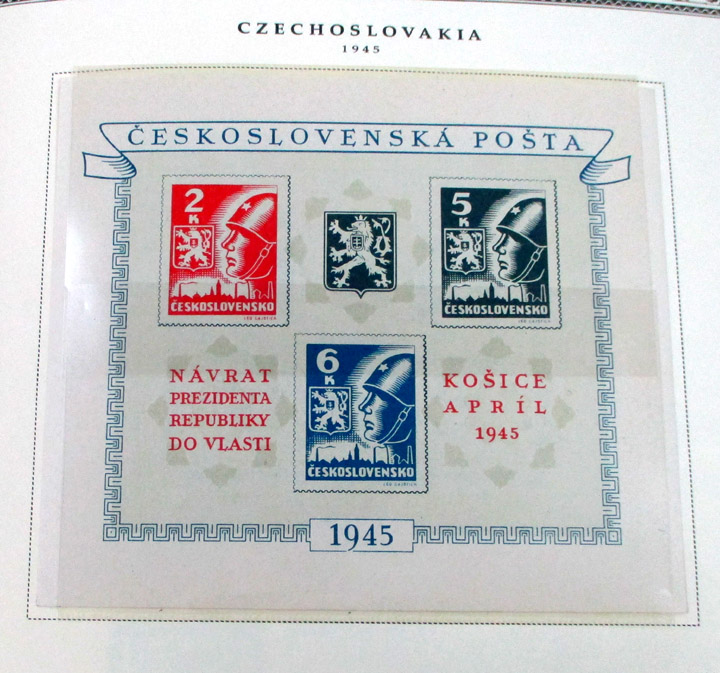 CZECHOSLOVAKIA
1945
ČESKOSLOVENSKÁ POŠTA
2
K
ČESKOSLOVENSKO
5
K
ČESKOSLOVENSKO
6
K
ČESKOSLOVENSKO
NÁVRAT
PREZIDENTA
REPUBLIKY
DO VLASTI
KOŠICE
APRÍL
1945
1945